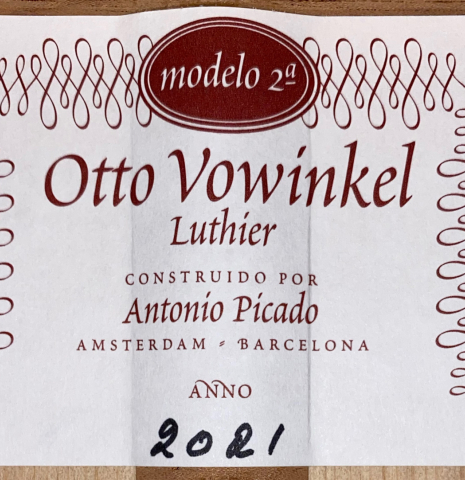 modelo 2ª
Otto Vowinkel
Luthier
CONSTRUIDO POR
Antonio Picado
AMSTERDAM - BARCELONA
ANNO
2021